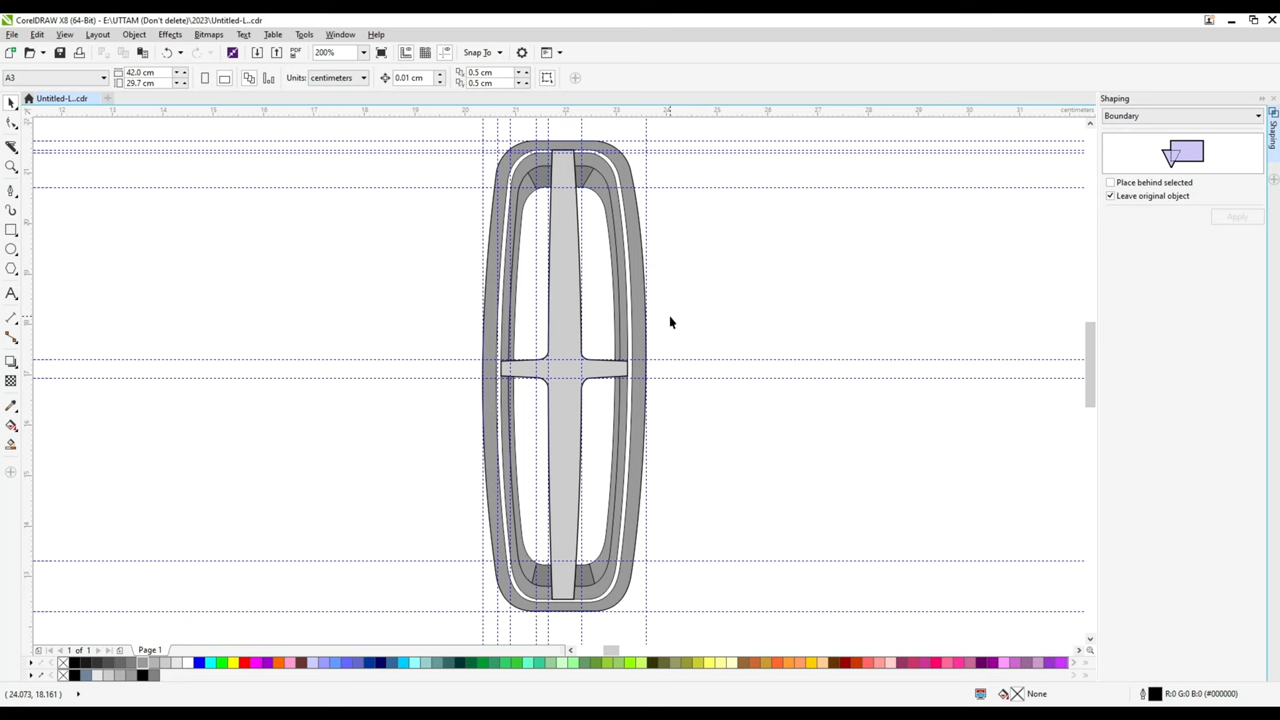 CorelDRAW X8 (64-Bit) - E:\UTTAM (Don't delete)\2023\Untitled-L..cdr
File Edit View Layout Object Effects Bitmaps Text Table Tools Window Help
200% Snap To
A3 42.0 cm 29.7 cm Units: centimeters 0.01 cm 0.5 cm 0.5 cm
Untitled-L..cdr
centimeters
Shaping
Boundary
Place behind selected
Leave original object
Apply
Shaping
1 of 1 Page 1
( 24.073, 18.161 ) None R:0 G:0 B:0 (#000000)